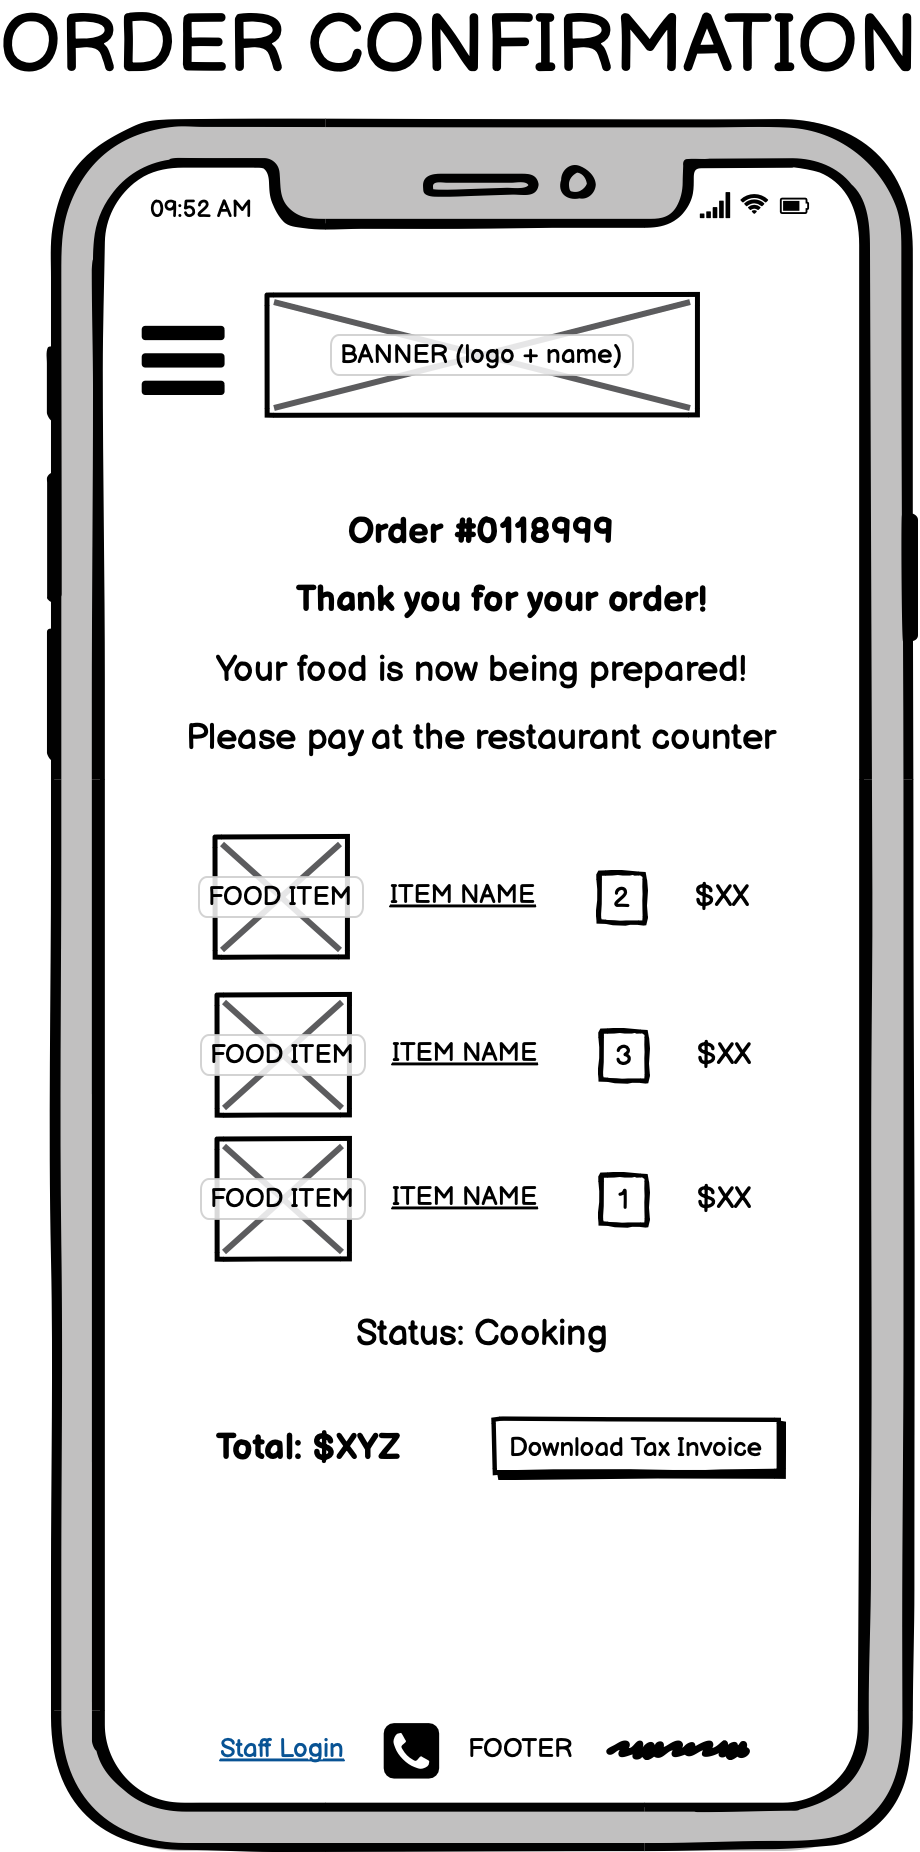 ORDER CONFIRMATION
09:52 AM
BANNER (logo + name)
Order #0118999
Thank you for your order!
Your food is now being prepared!
Please pay at the restaurant counter
FOOD ITEM ITEM NAME 2 $XX
FOOD ITEM ITEM NAME 3 $XX
FOOD ITEM ITEM NAME 1 $XX
Status: Cooking
Total: $XYZ Download Tax Invoice
Staff Login FOOTER